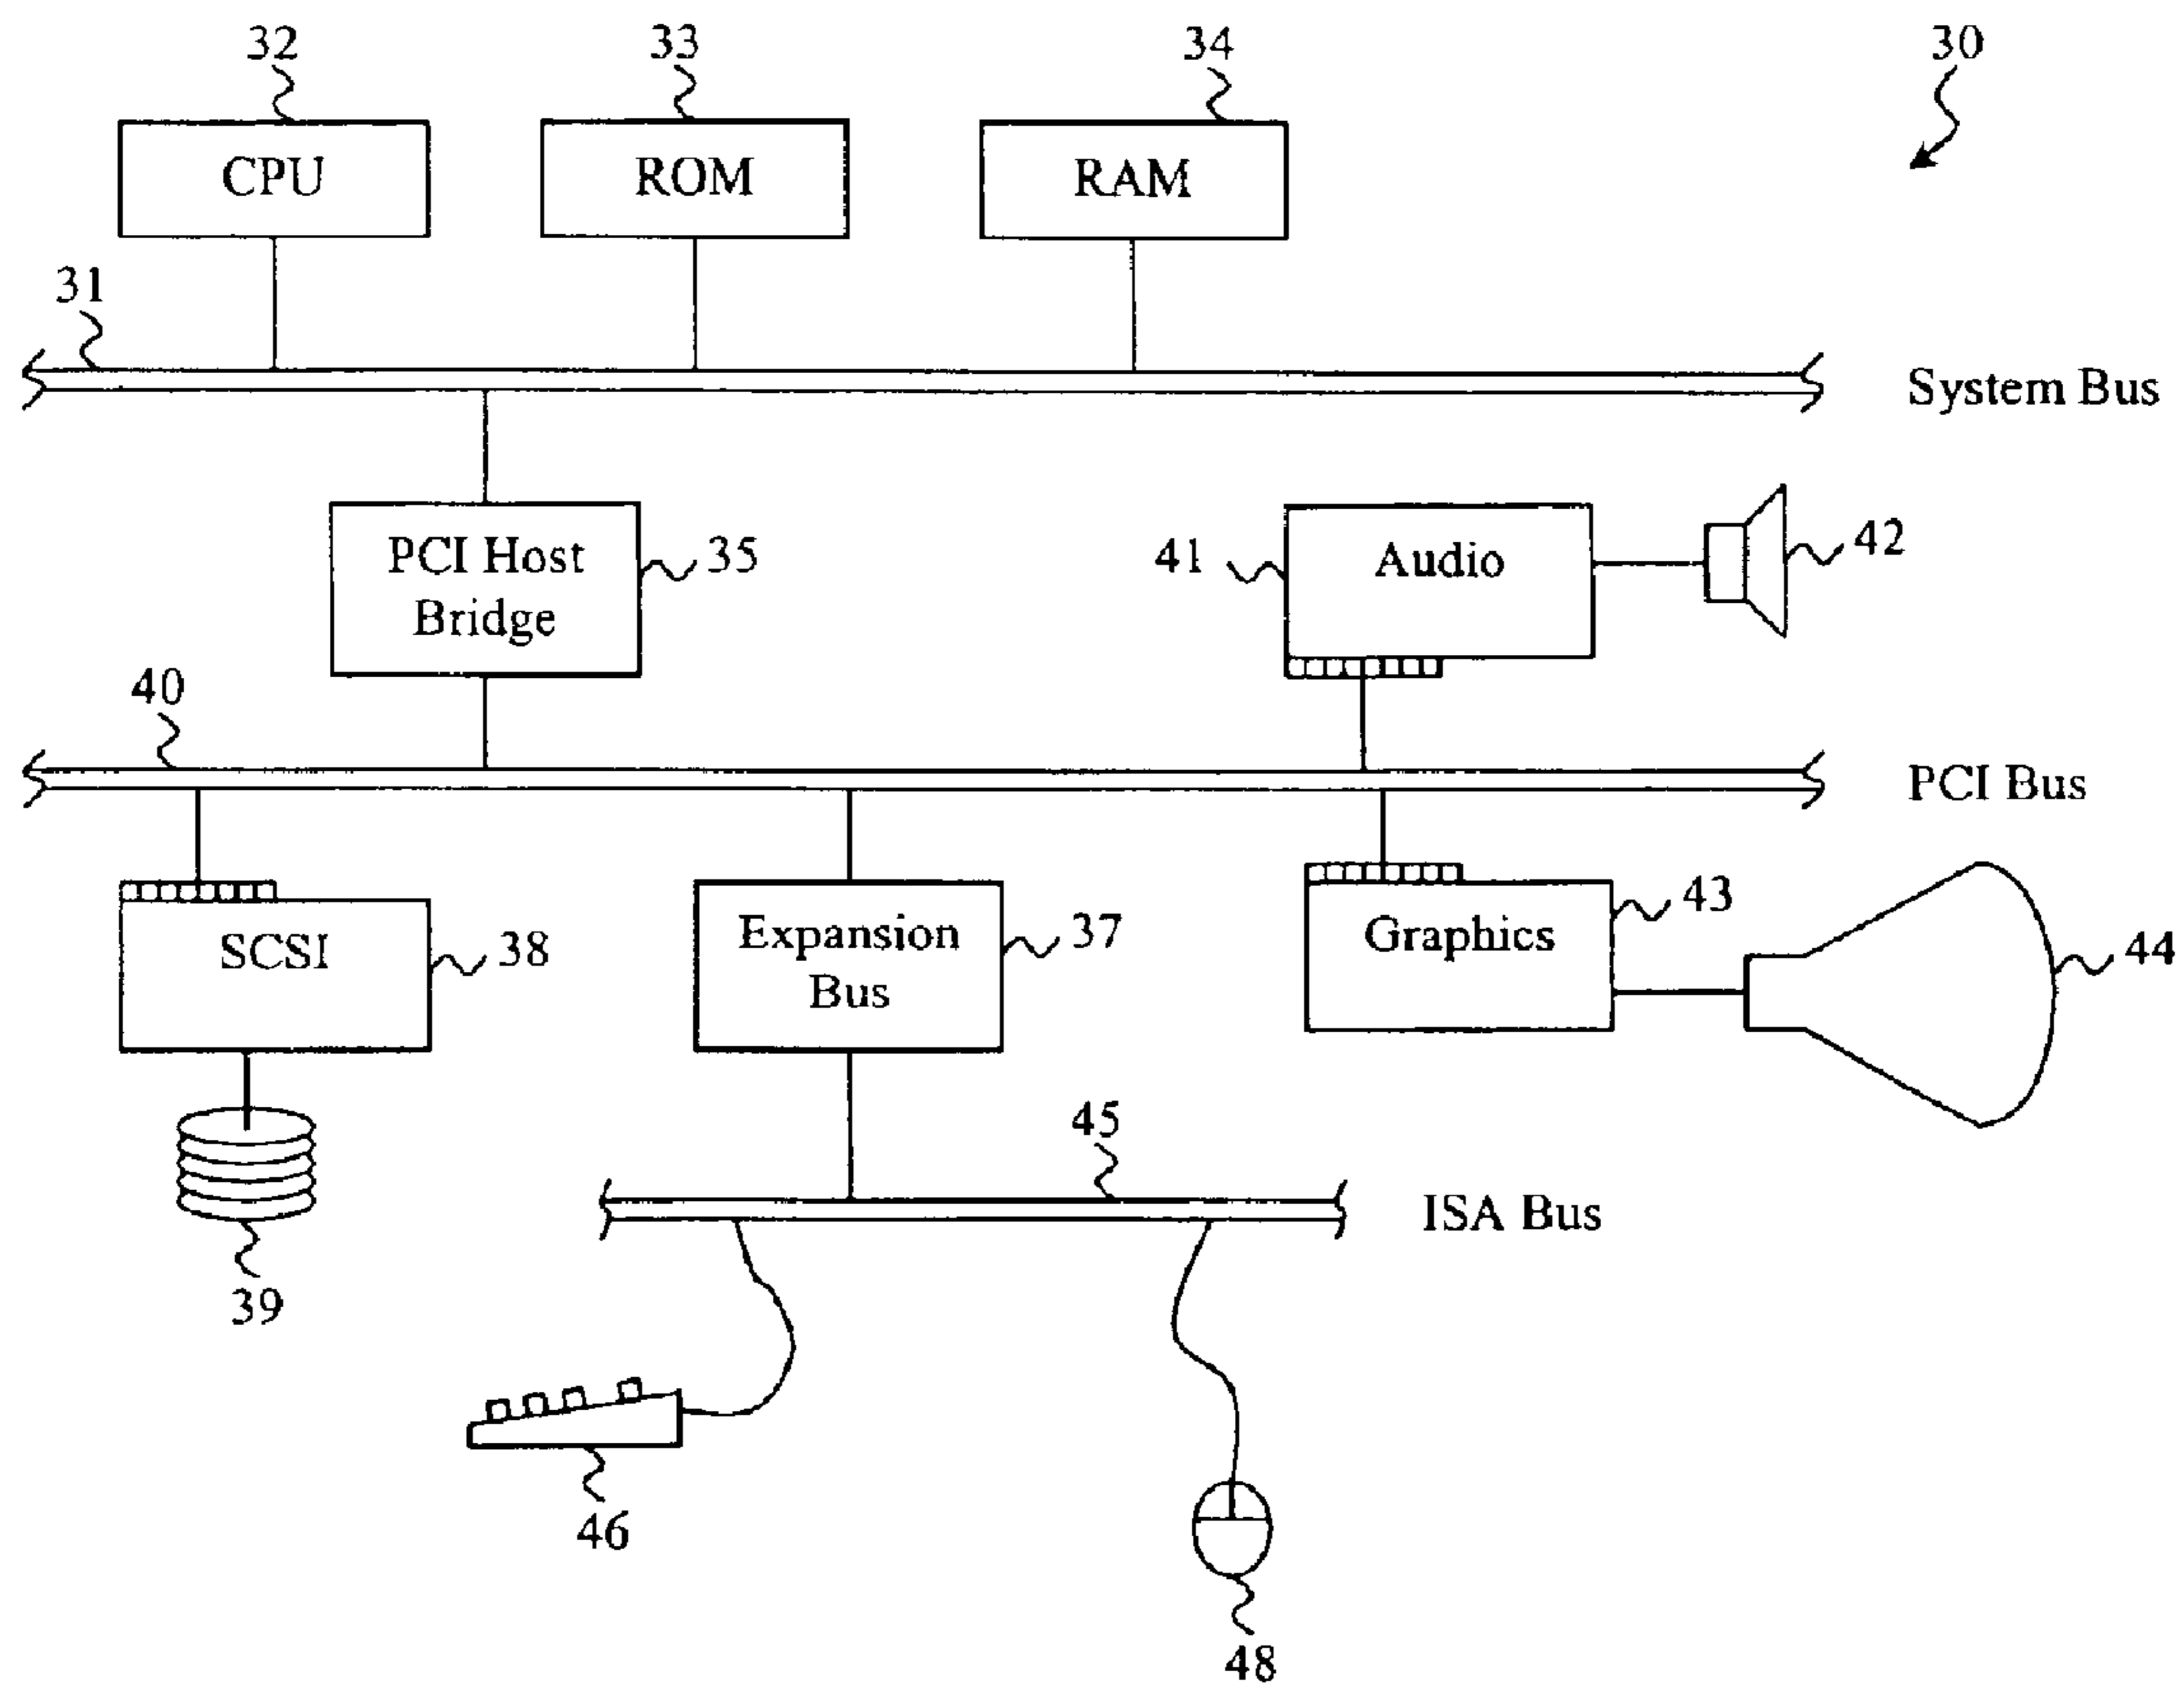 32
33
34
30
CPU
ROM
RAM
31
System Bus
PCI Host
Bridge
35
41
Audio
42
40
PCI Bus
SCSI
38
Expansion
Bus
37
Graphics
43
44
45
ISA Bus
39
46
48